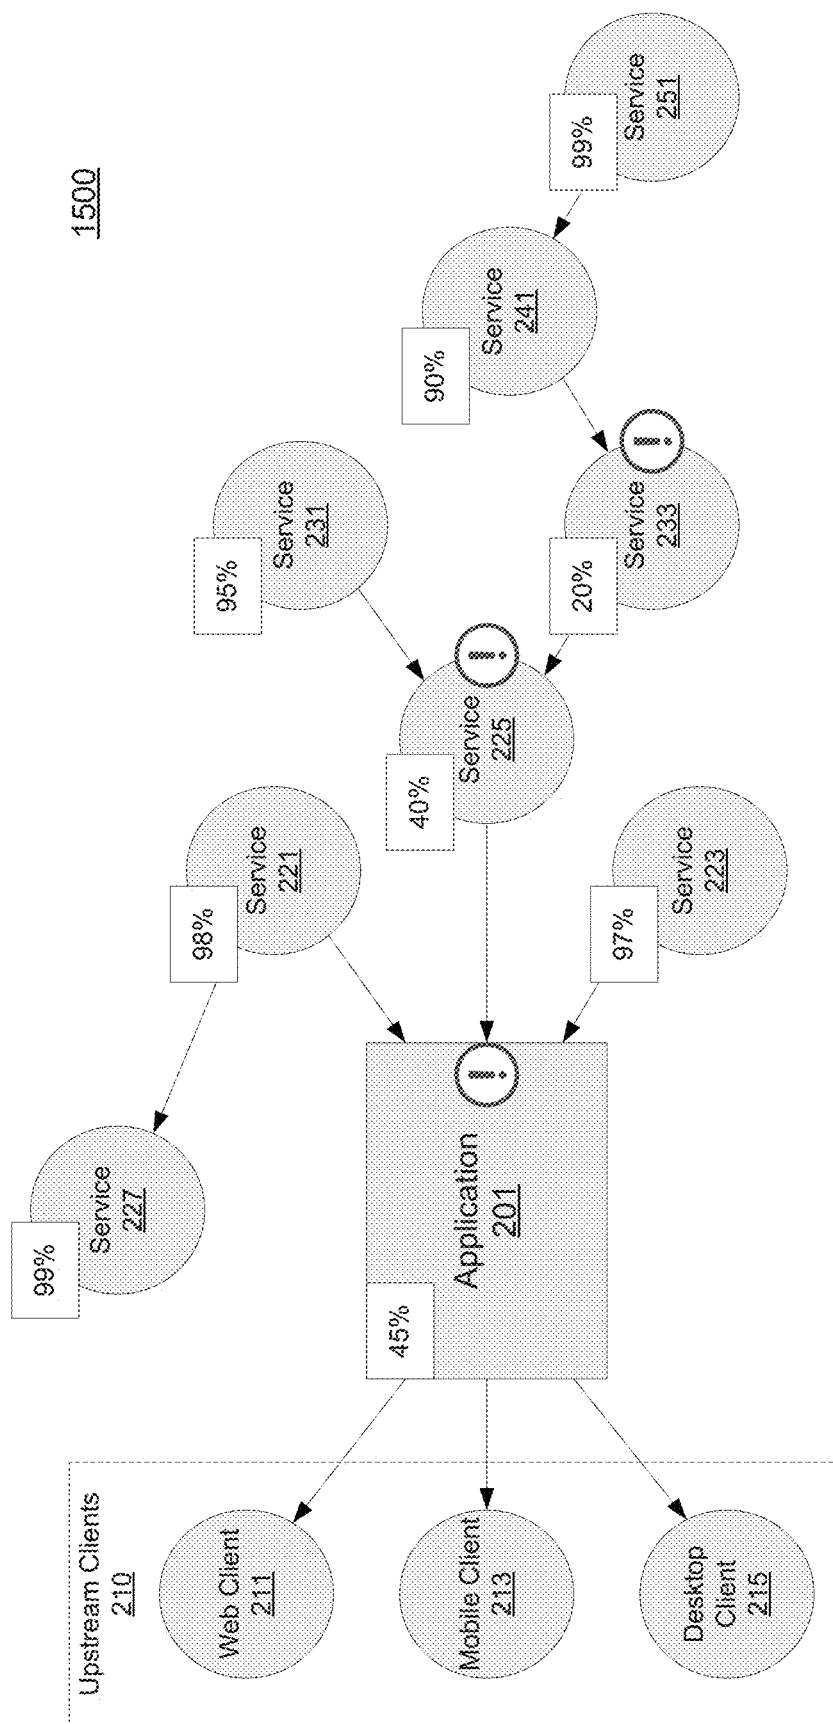 1500
Upstream Clients
210
Web Client
211
Mobile Client
213
Desktop
Client
215
45%
Application
201
i
99%
Service
227
98%
Service
221
97%
Service
223
40%
Service
225
i
95%
Service
231
20%
Service
233
i
90%
Service
241
99%
Service
251